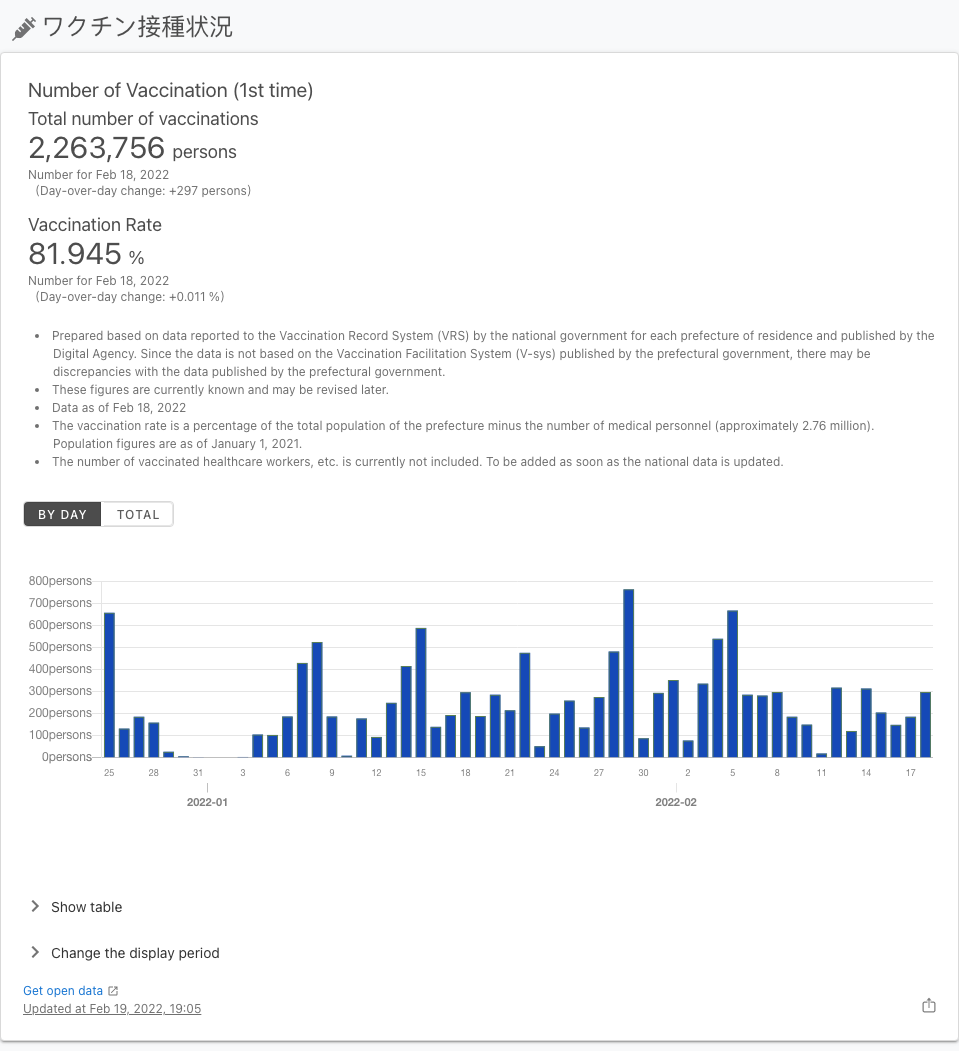 ワクチン接種状況
Number of Vaccination (1st time)
Total number of vaccinations
2,263,756 persons
Number for Feb 18, 2022
(Day-over-day change: +297 persons)
Vaccination Rate
81.945 %
Number for Feb 18, 2022
(Day-over-day change: +0.011 %)
• Prepared based on data reported to the Vaccination Record System (VRS) by the national government for each prefecture of residence and published by the
Digital Agency. Since the data is not based on the Vaccination Facilitation System (V-sys) published by the prefectural government, there may be
discrepancies with the data published by the prefectural government.
• These figures are currently known and may be revised later.
• Data as of Feb 18, 2022
• The vaccination rate is a percentage of the total population of the prefecture minus the number of medical personnel (approximately 2.76 million).
Population figures are as of January 1, 2021.
• The number of vaccinated healthcare workers, etc. is currently not included. To be added as soon as the national data is updated.
BY DAY TOTAL
800persons
700persons
600persons
500persons
400persons
300persons
200persons
100persons
0persons
25 28 31 3 6 9 12 15 18 21 24 27 30 2 5 8 11 14 17
2022-01 2022-02
Show table
Change the display period
Get open data
Updated at Feb 19, 2022, 19:05